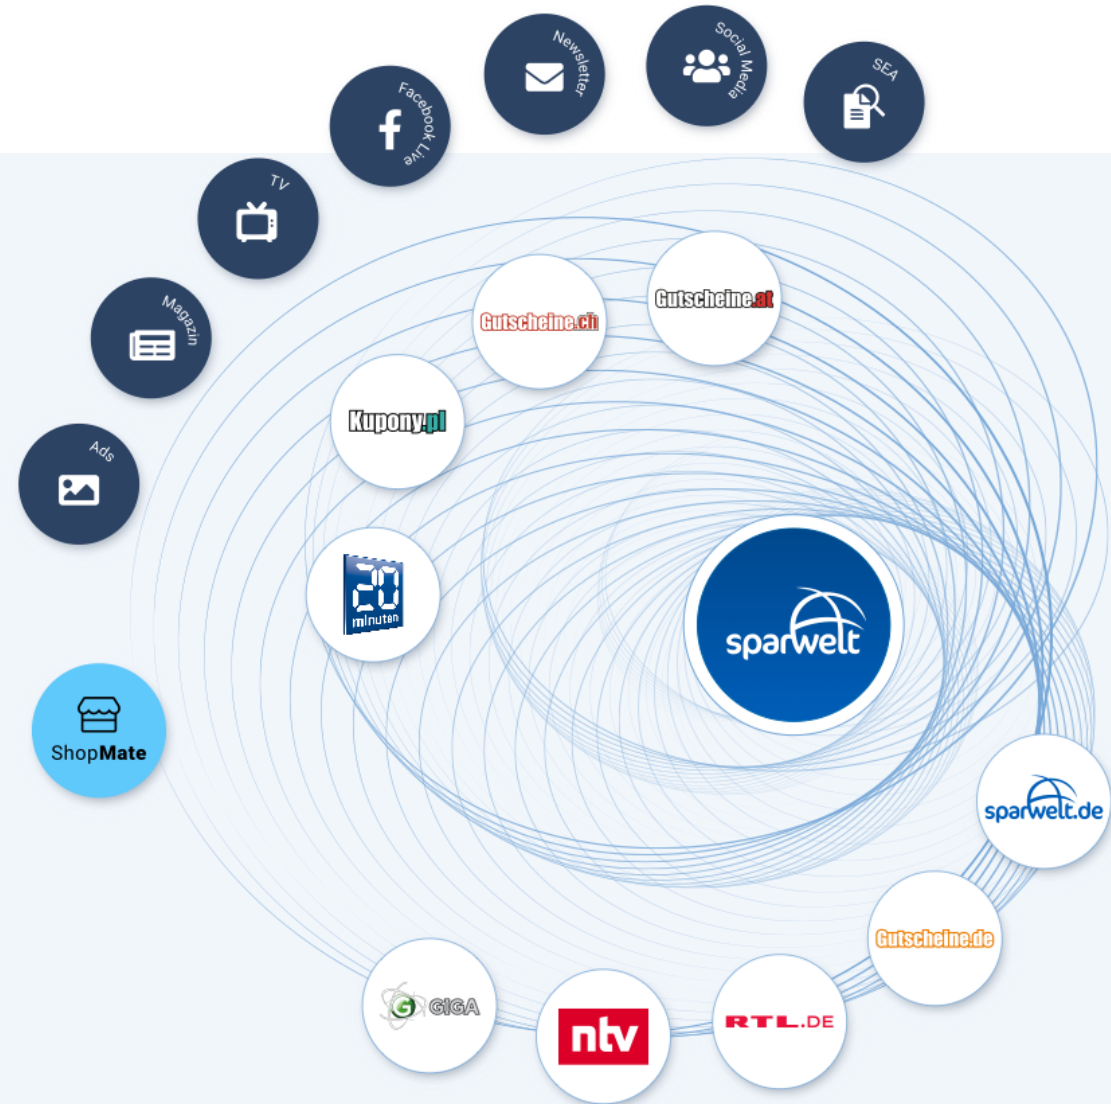 Newsletter
Social Media
SEA
Facebook Live
TV
Magazin
Ads
Gutscheine.at
Gutscheine.ch
Kupony.pl
20
minuten
sparwelt
ShopMate
sparwelt.de
Gutscheine.de
G GIGA
ntv
RTL.DE